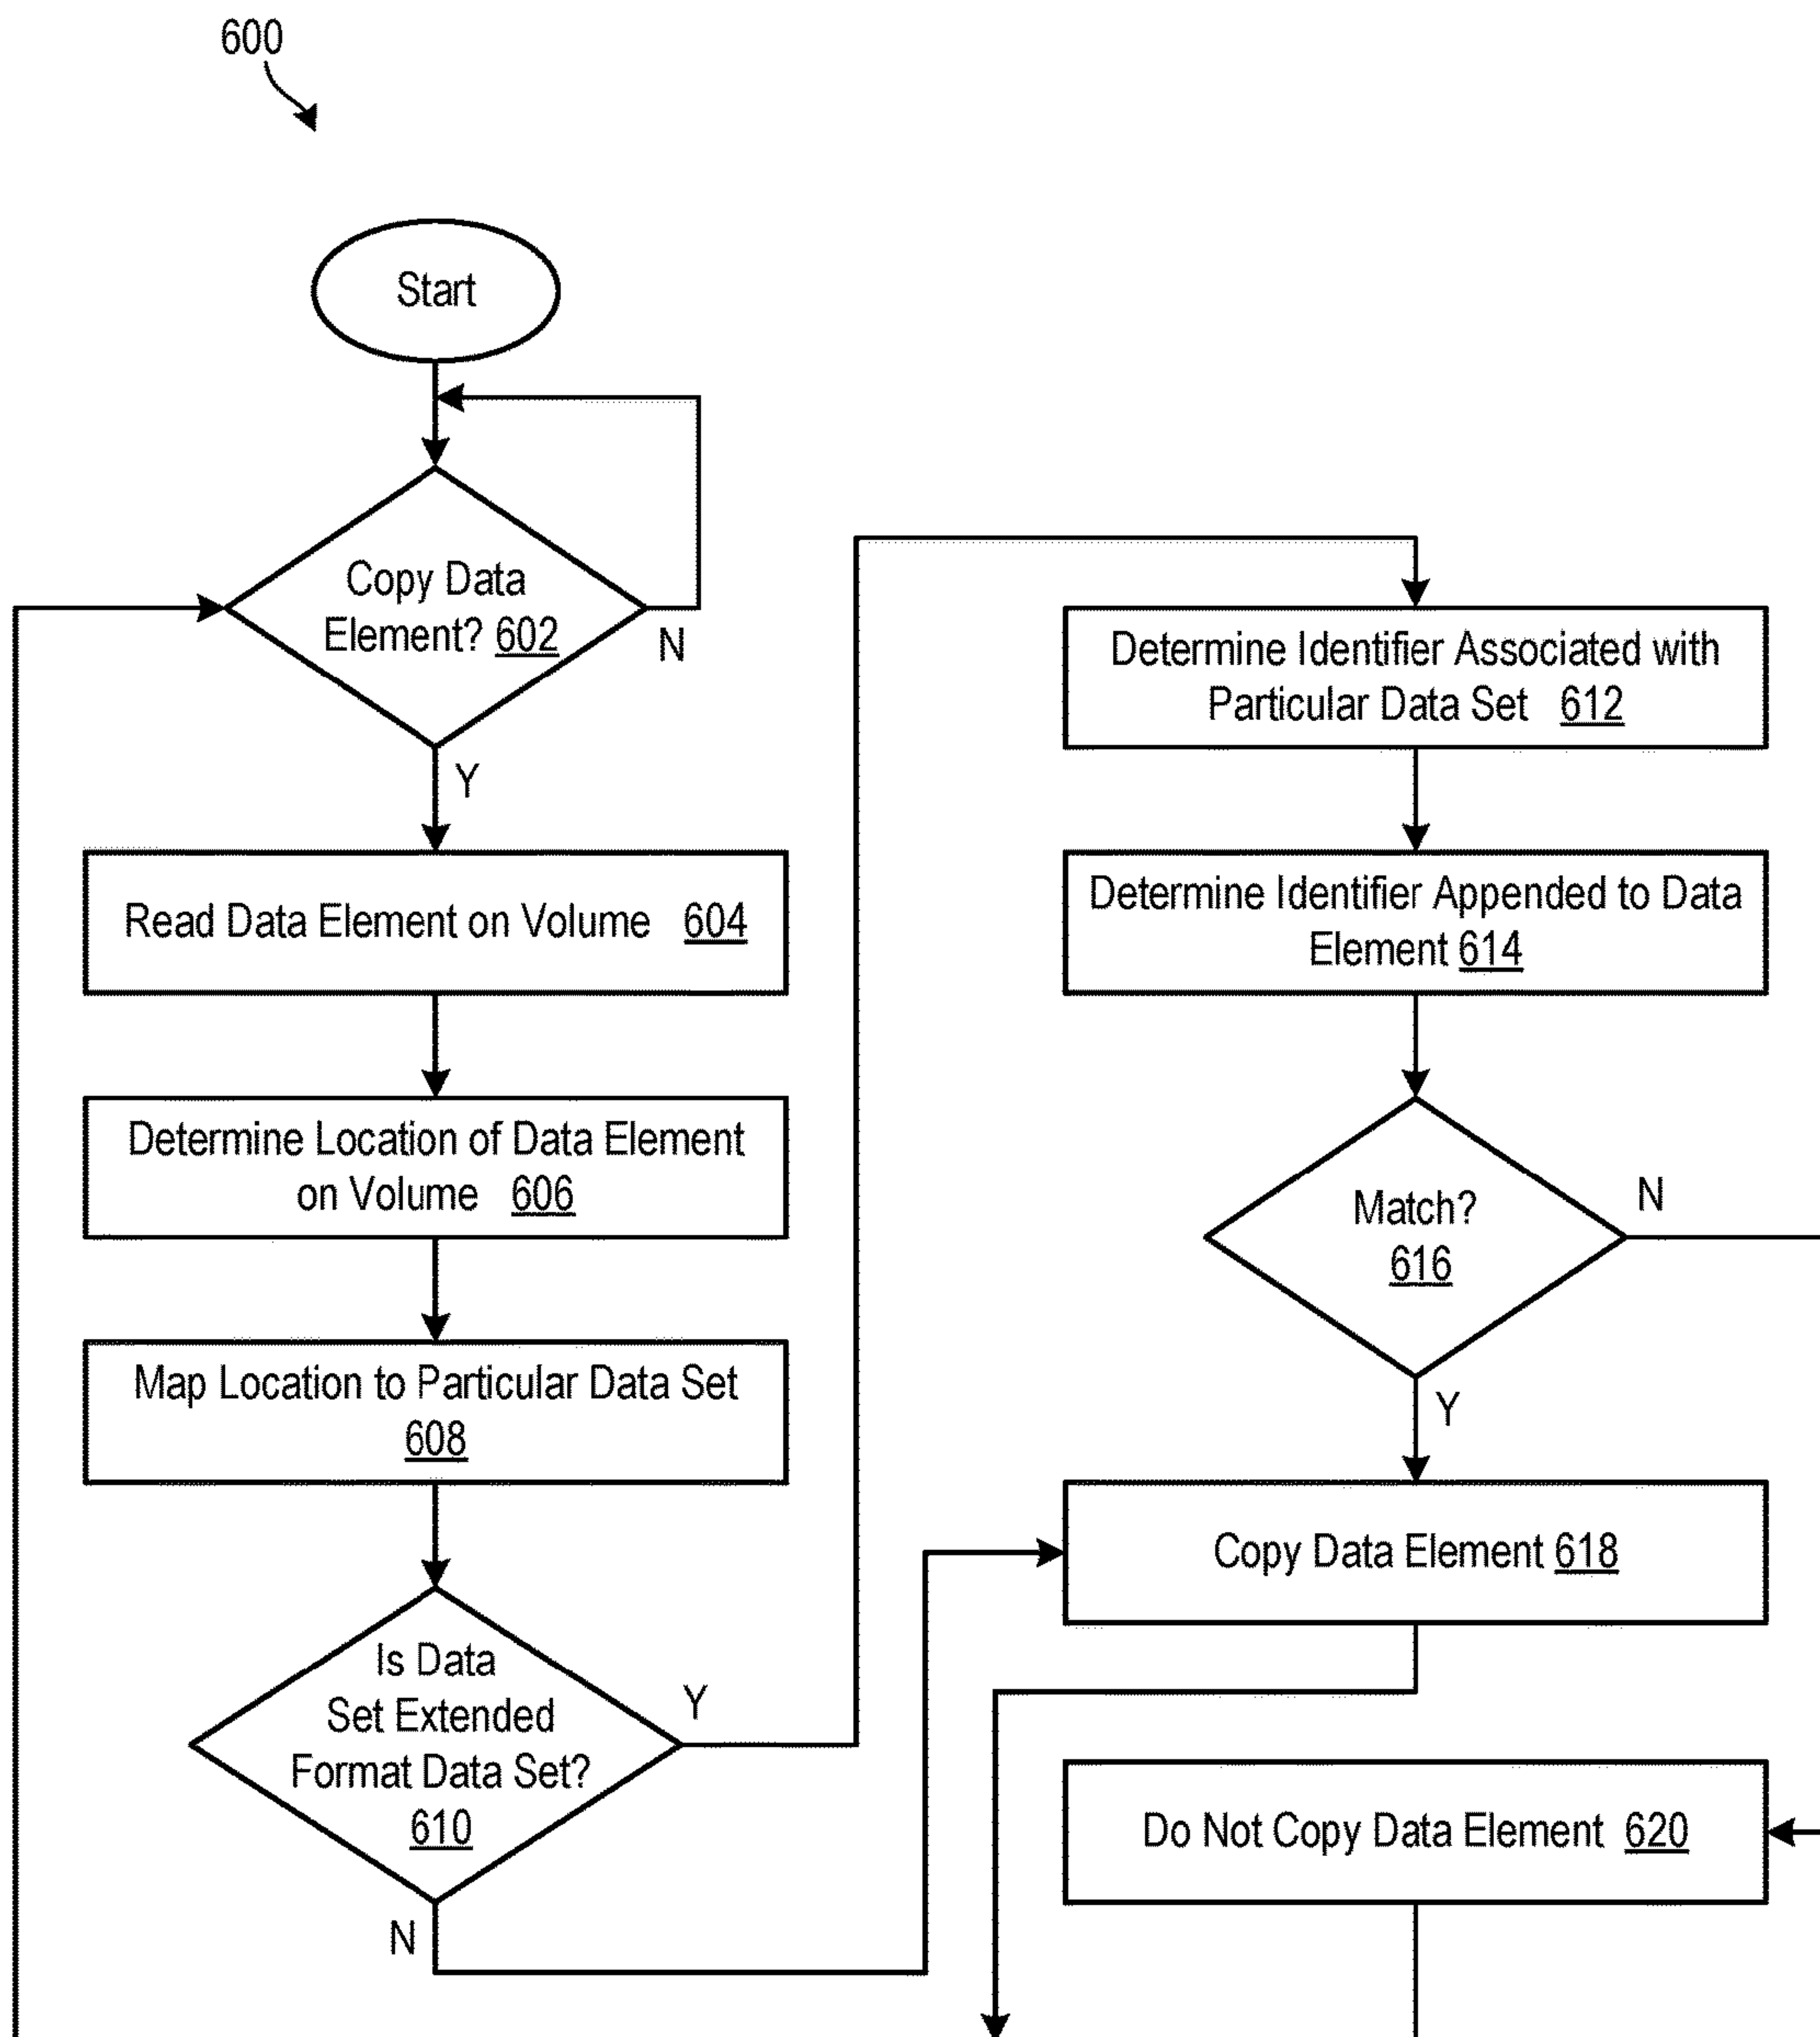 600
Start
Copy Data
Element? 602
N
Y
Read Data Element on Volume 604
Determine Location of Data Element
on Volume 606
Map Location to Particular Data Set
608
Is Data
Set Extended
Format Data Set?
610
Y
N
Determine Identifier Associated with
Particular Data Set 612
Determine Identifier Appended to Data
Element 614
Match?
616
N
Y
Copy Data Element 618
Do Not Copy Data Element 620